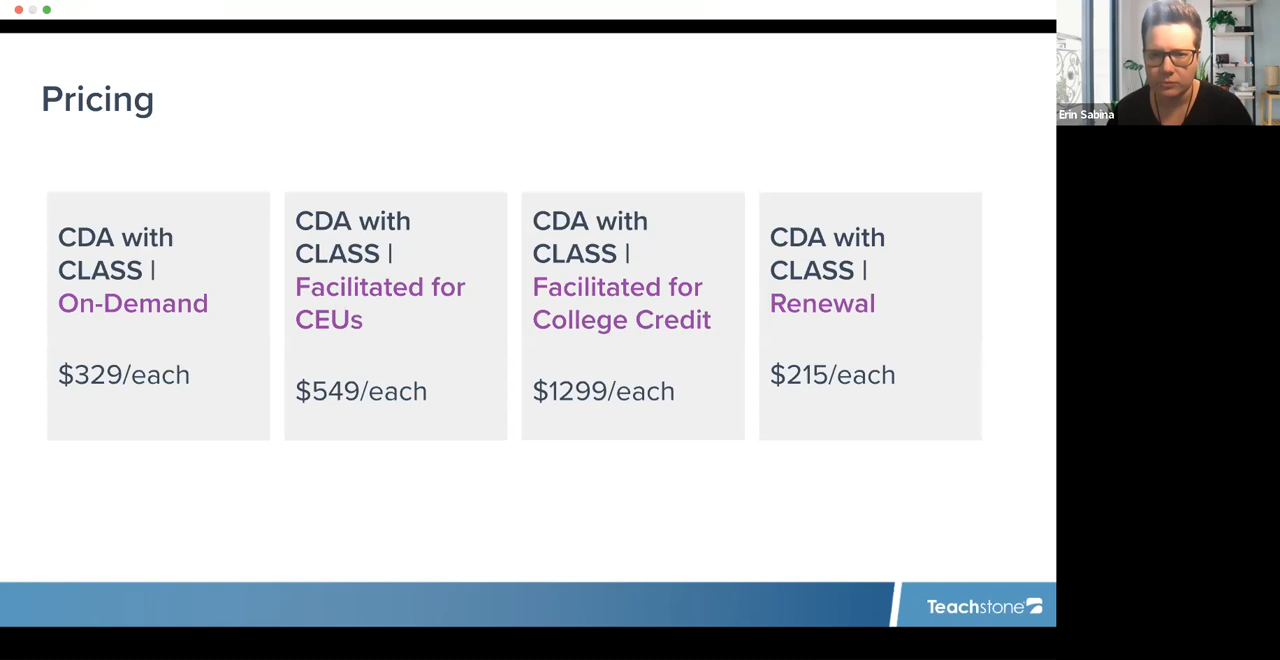 Pricing
CDA with
CLASS |
On-Demand
$329/each
CDA with
CLASS |
Facilitated for
CEUs
$549/each
CDA with
CLASS |
Facilitated for
College Credit
$1299/each
CDA with
CLASS |
Renewal
$215/each
Teachstone
Erin Sabina